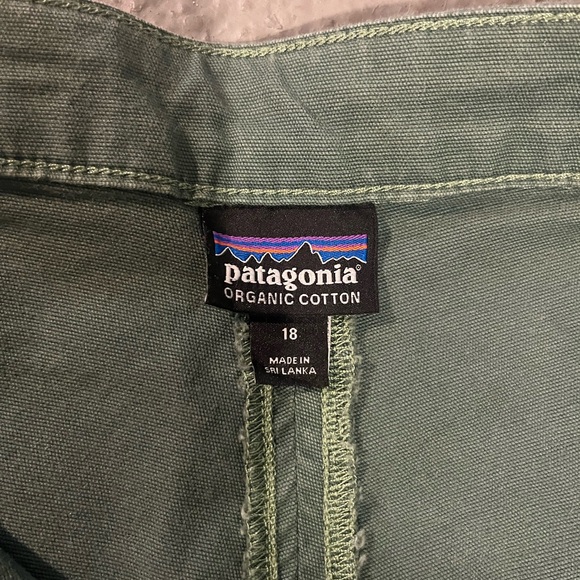 patagonia®
ORGANIC COTTON
18
MADE IN
SRI LANKA